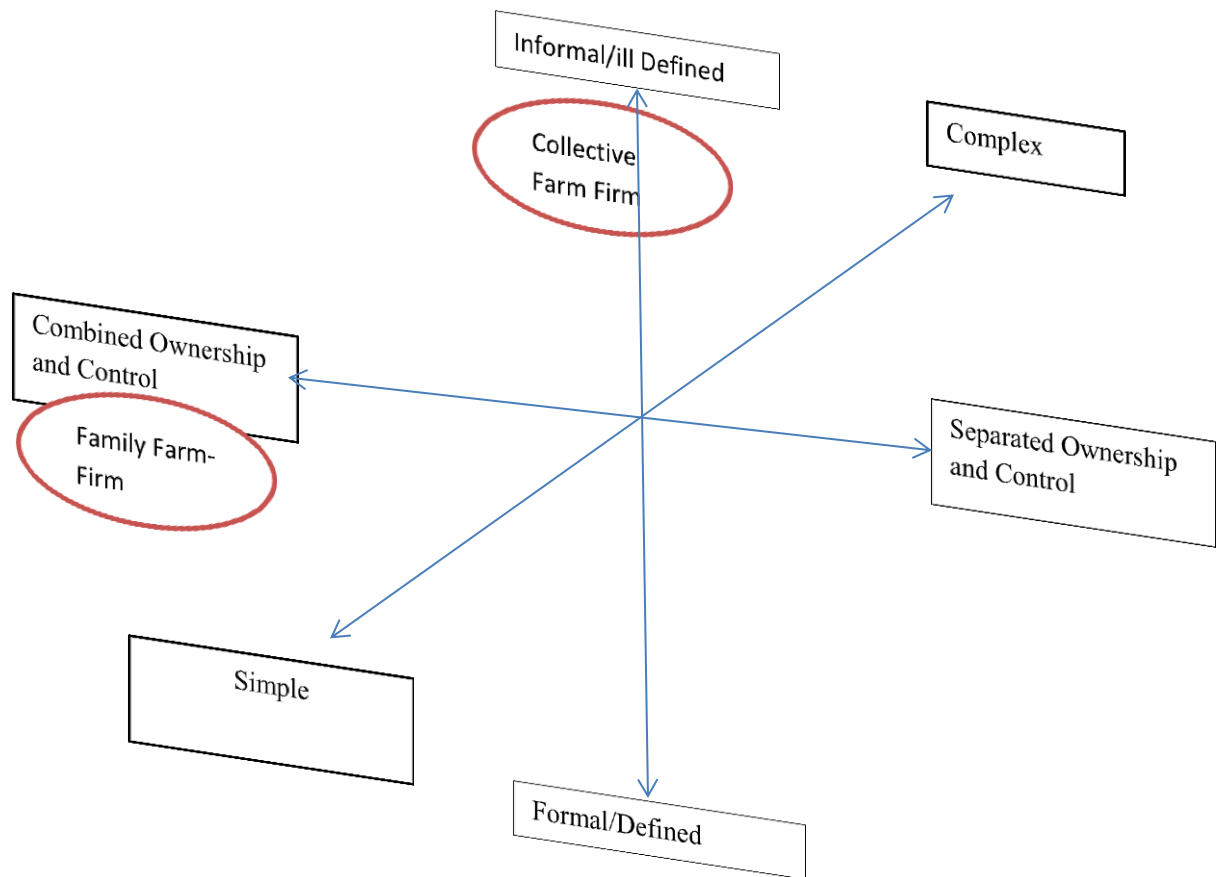 Informal/ill Defined
Complex
Collective
Farm Firm
Combined Ownership
and Control
Family Farm-
Firm
Separated Ownership
and Control
Simple
Formal/Defined